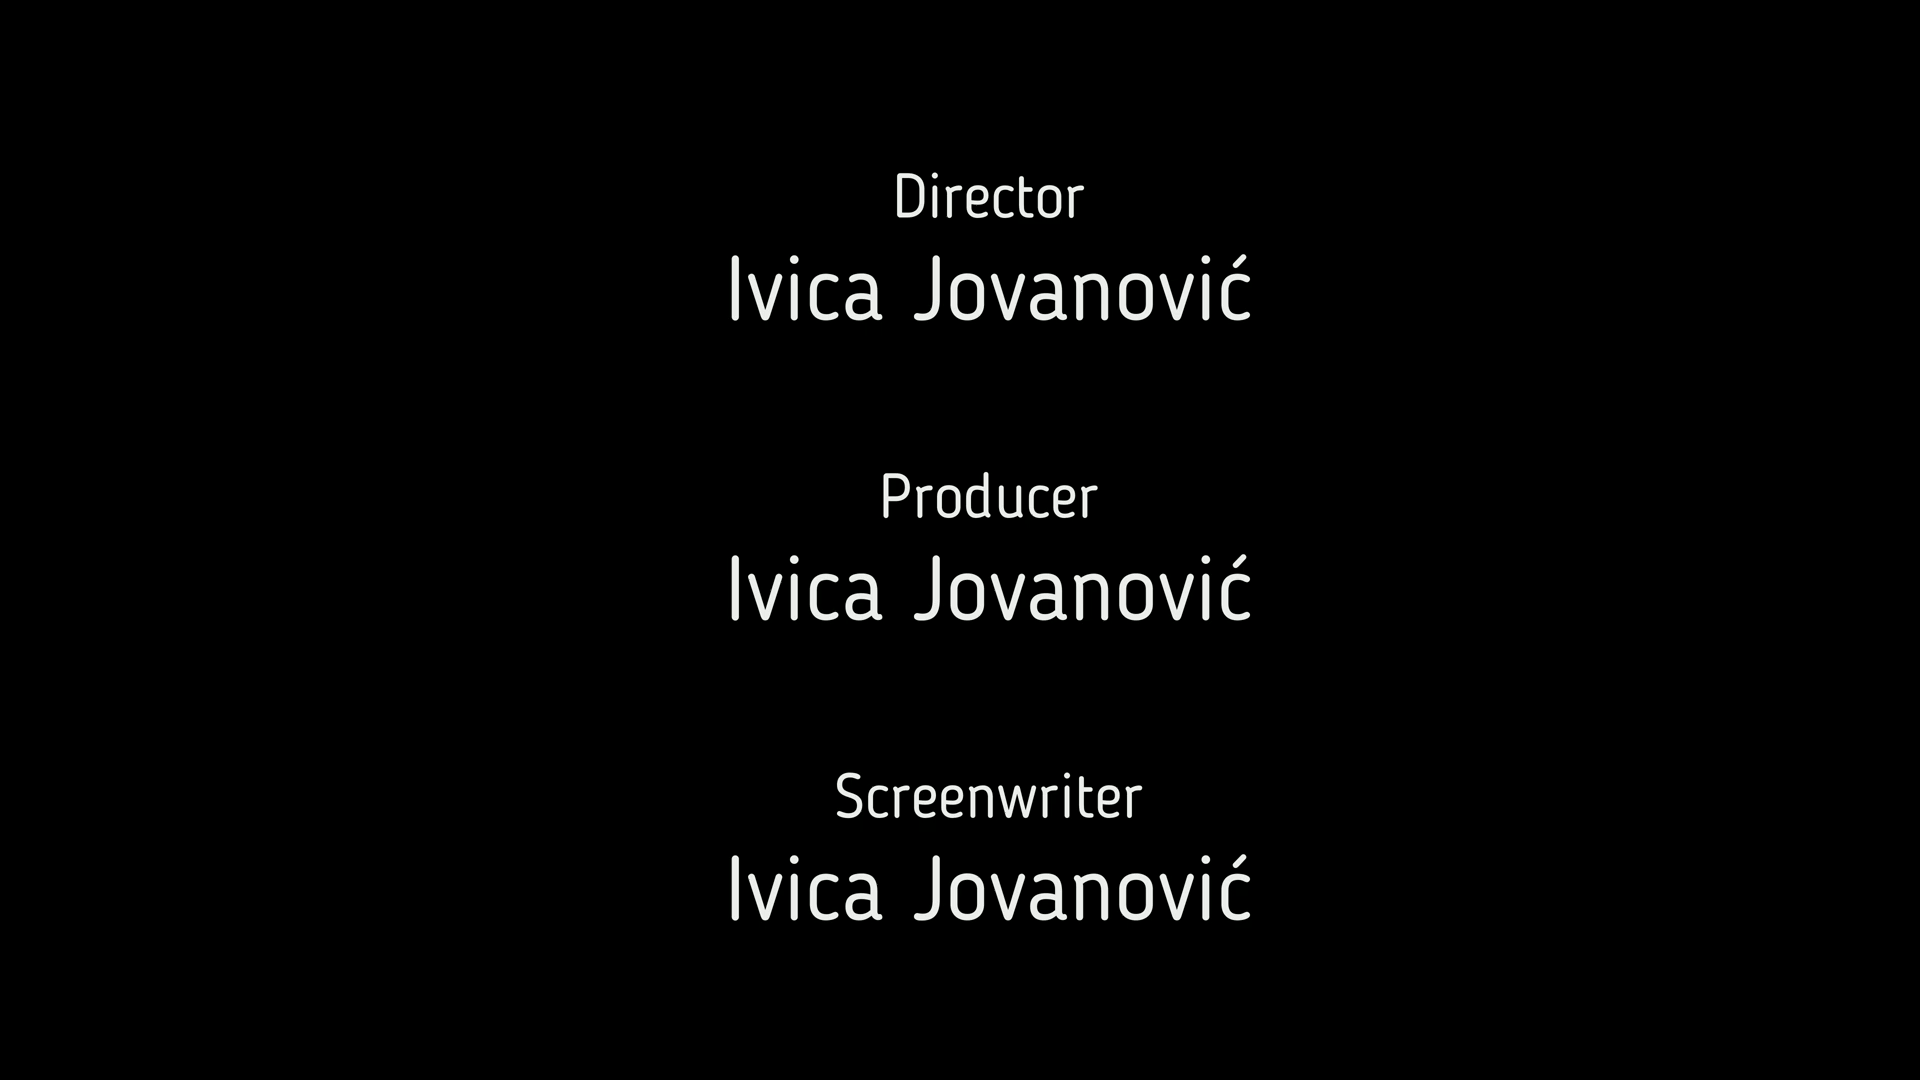 Director
Ivica Jovanović
Producer
Ivica Jovanović
Screenwriter
Ivica Jovanović